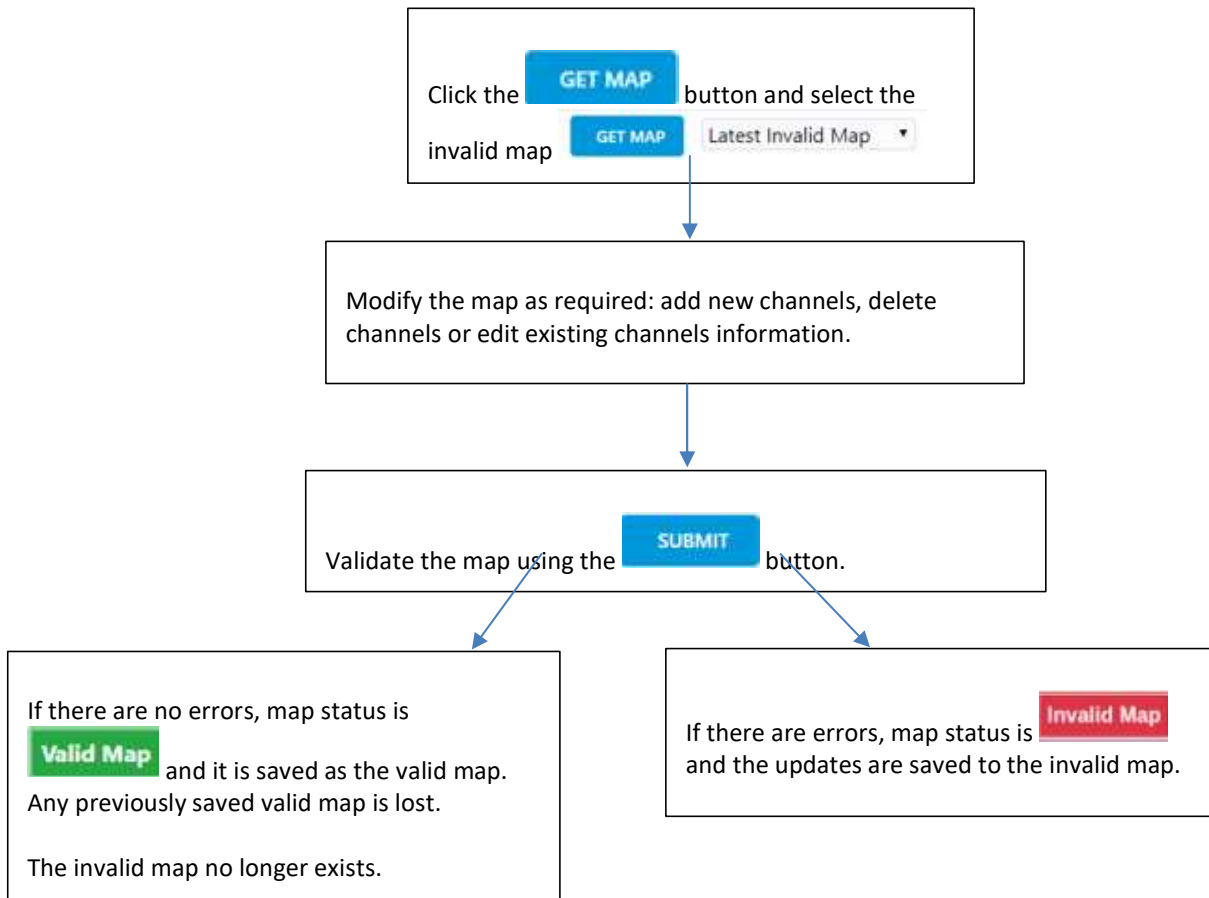 Click the GET MAP button and select the
invalid map GET MAP Latest Invalid Map
Modify the map as required: add new channels, delete
channels or edit existing channels information.
Validate the map using the SUBMIT button.
If there are no errors, map status is
Valid Map and it is saved as the valid map.
Any previously saved valid map is lost.
The invalid map no longer exists.
If there are errors, map status is Invalid Map
and the updates are saved to the invalid map.